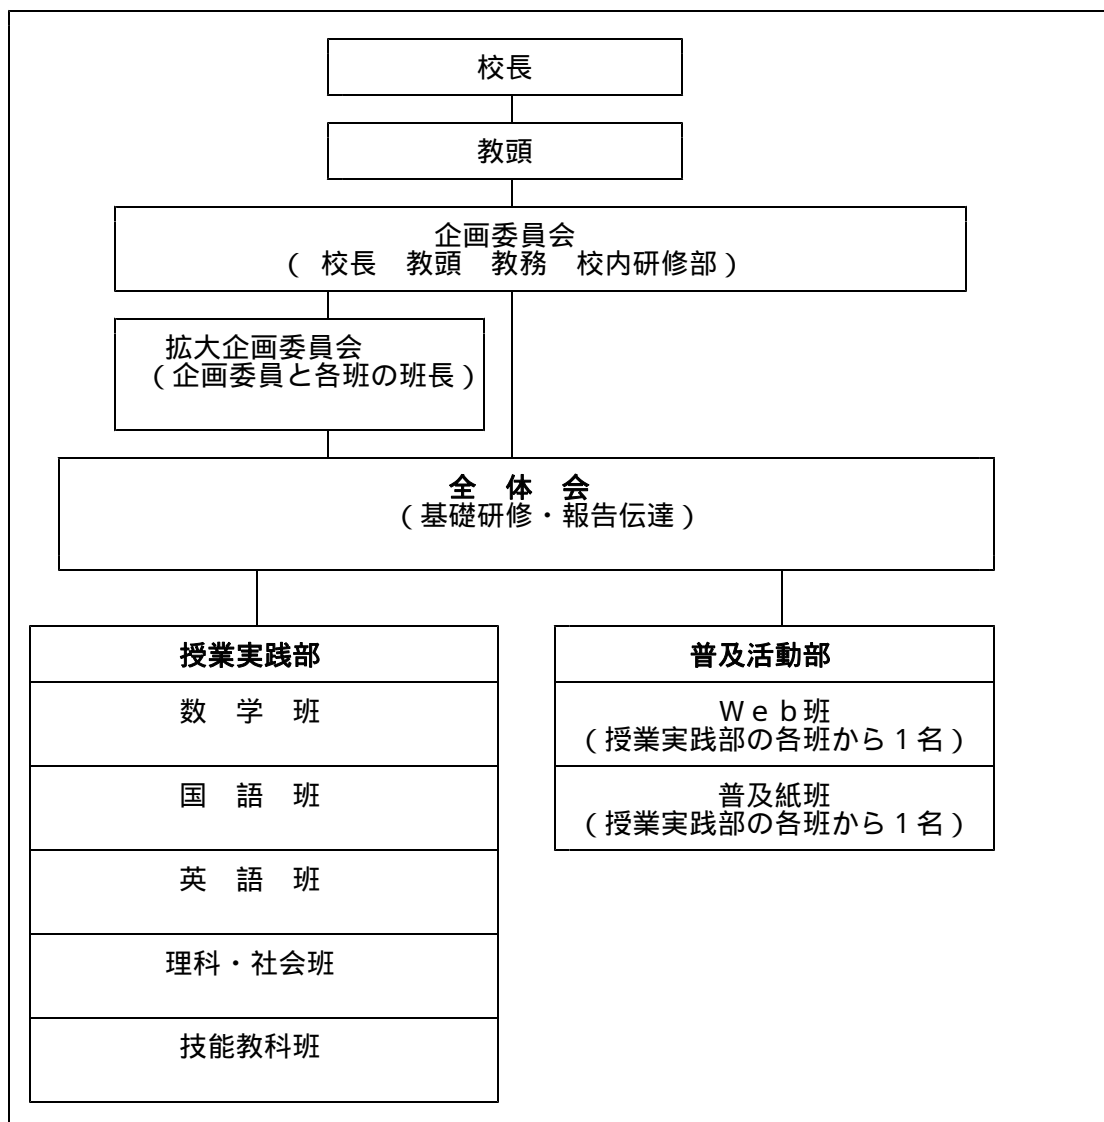 校長
教頭
企画委員会
（ 校長　教頭　教務　校内研修部）
拡大企画委員会
（企画委員と各班の班長）
全　体　会
（基礎研修・報告伝達）
授業実践部
数　学　班
国　語　班
英　語　班
理科・社会班
技能教科班
普及活動部
Ｗｅｂ班
（授業実践部の各班から１名）
普及紙班
（授業実践部の各班から１名）